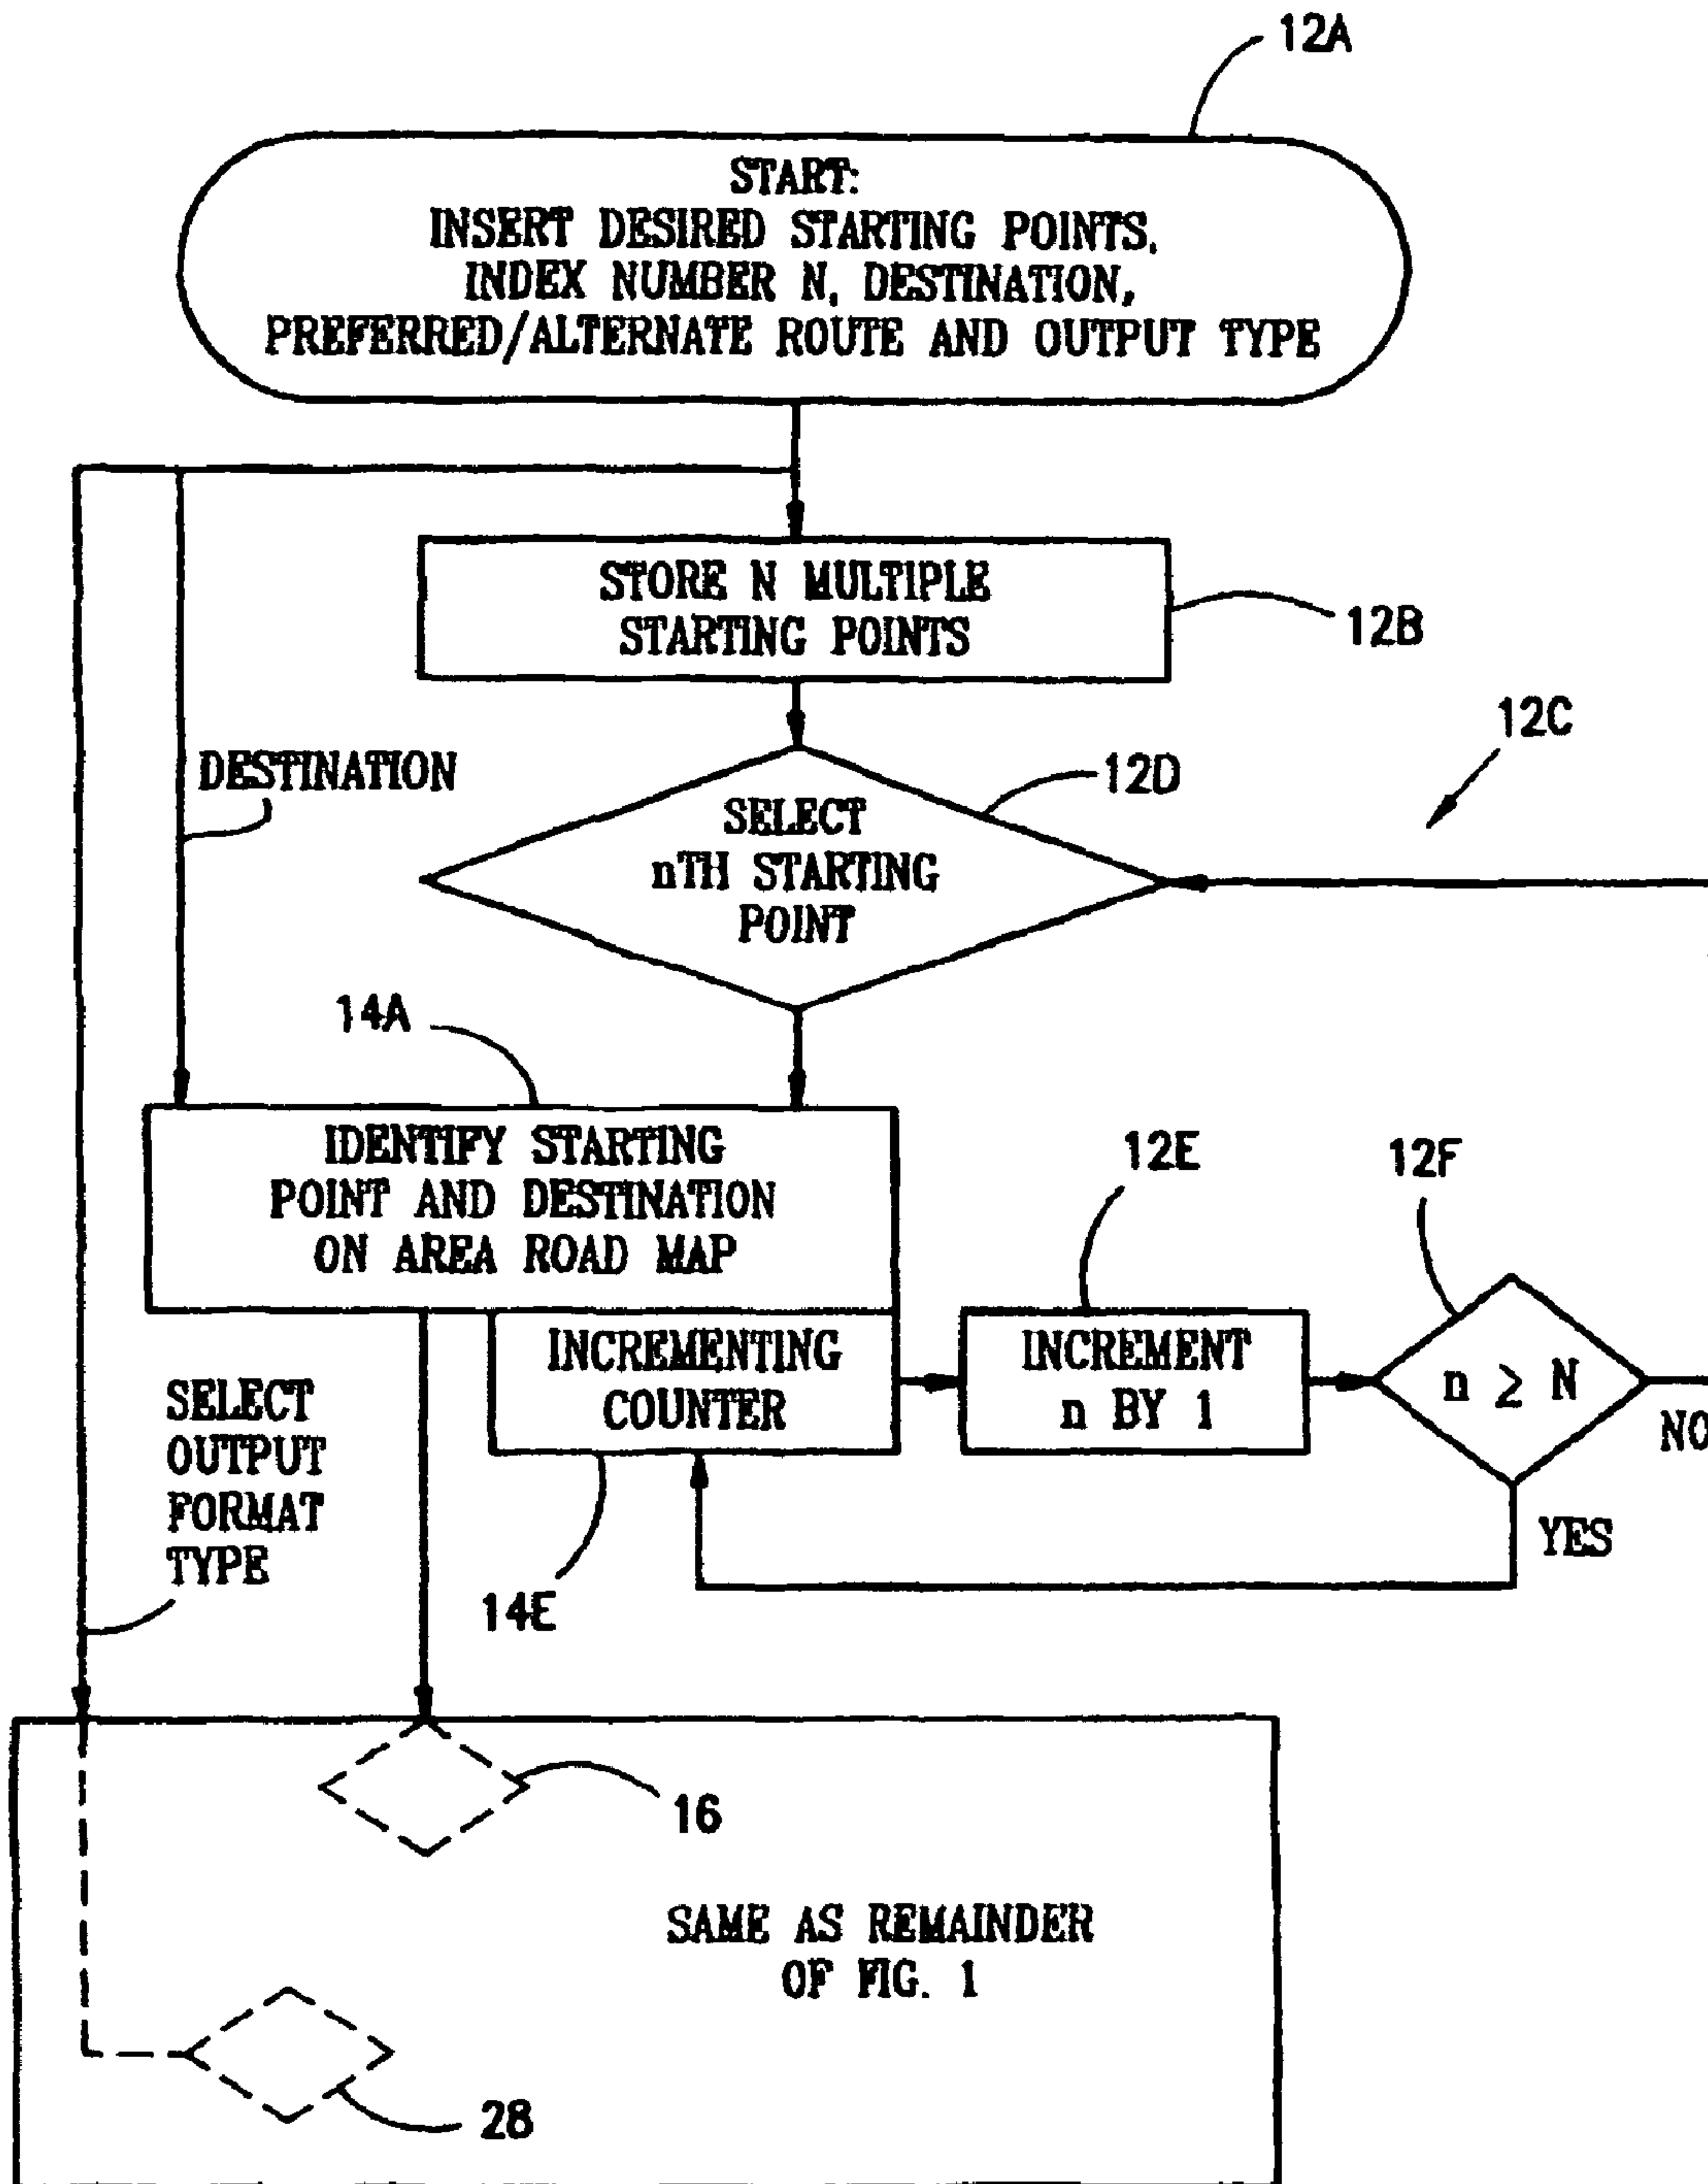 12A
START:
INSERT DESIRED STARTING POINTS,
INDEX NUMBER N, DESTINATION,
PREFERRED/ALTERNATE ROUTE AND OUTPUT TYPE
STORE N MULTIPLE
STARTING POINTS
12B
12C
DESTINATION
12D
SELECT
nTH STARTING
POINT
14A
IDENTIFY STARTING
POINT AND DESTINATION
ON AREA ROAD MAP
12E
12F
INCREMENTING
COUNTER
INCREMENT
n BY 1
n ≥ N
NO
YES
SELECT
OUTPUT
FORMAT
TYPE
14E
16
SAME AS REMAINDER
OF FIG. 1
28